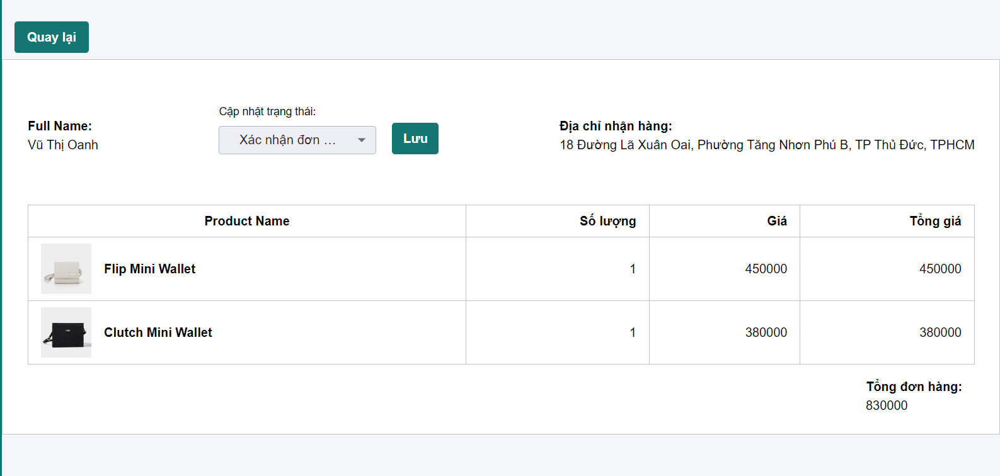 Quay lại
Full Name:
Vũ Thị Oanh
Cập nhật trạng thái:
Xác nhận đơn ...
Lưu
Địa chỉ nhận hàng:
18 Đường Lã Xuân Oai, Phường Tăng Nhơn Phú B, TP Thủ Đức, TPHCM
Product Name Số lượng Giá Tổng giá
Flip Mini Wallet 1 450000 450000
Clutch Mini Wallet 1 380000 380000
Tổng đơn hàng:
830000